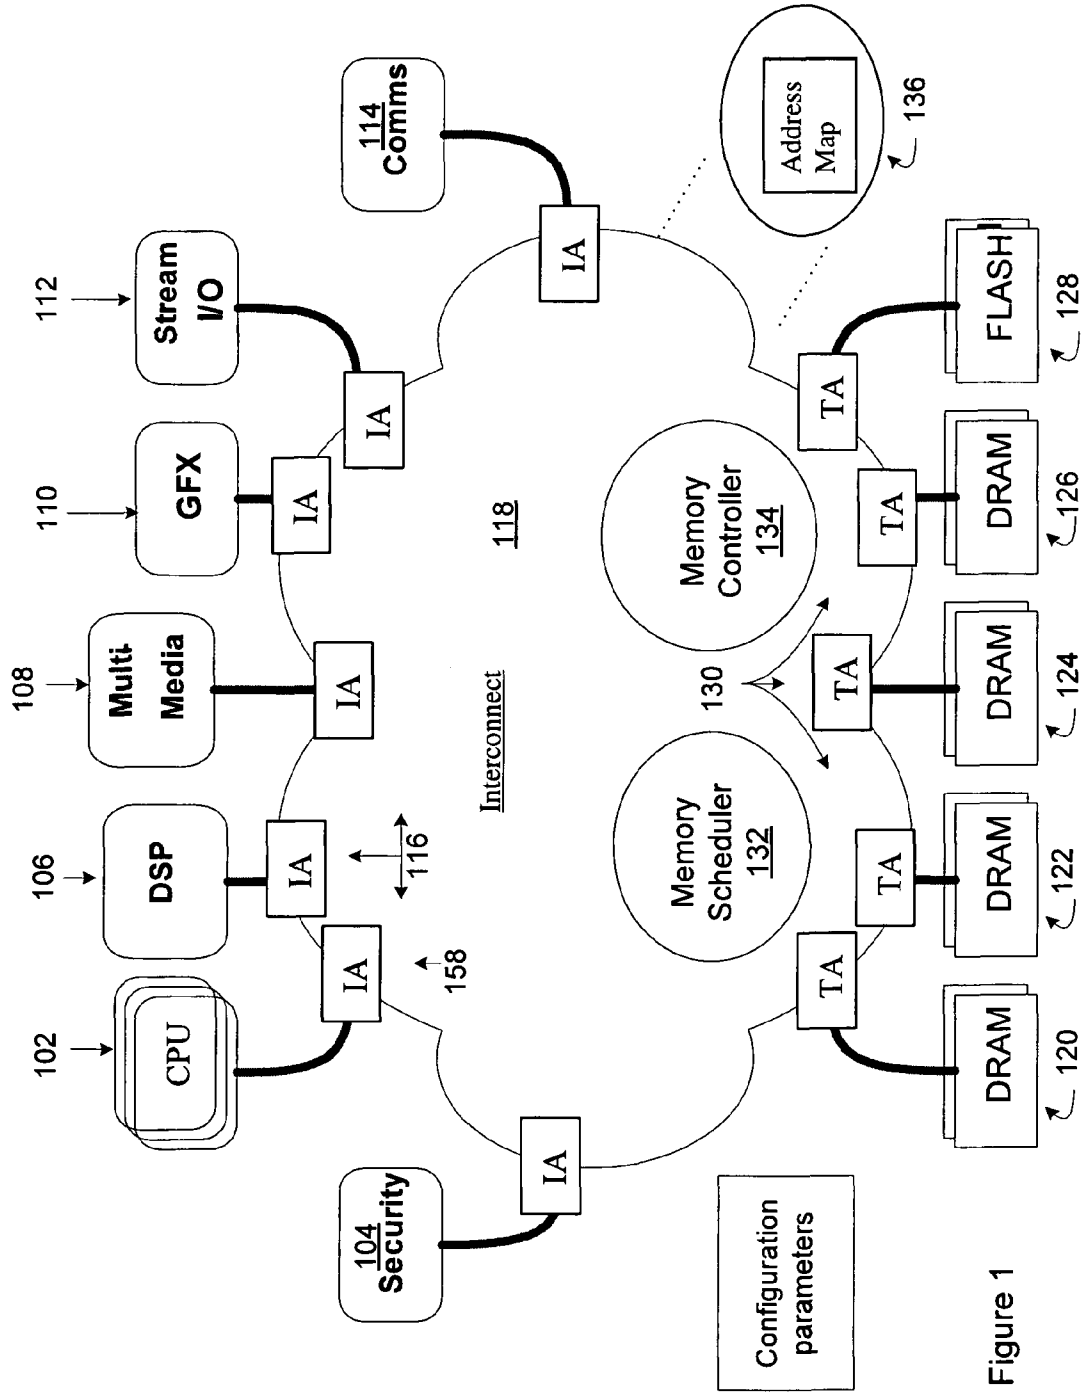 102
106
108
110
112
CPU
DSP
Multi-
Media
GFX
Stream
I/O
104
Security
114
Comms
IA
IA
IA
IA
IA
IA
IA
158
116
Interconnect
118
Memory
Scheduler
132
130
Memory
Controller
134
Configuration
parameters
Address
Map
136
TA
TA
TA
TA
TA
DRAM
DRAM
DRAM
DRAM
FLASH
120
122
124
126
128
Figure 1